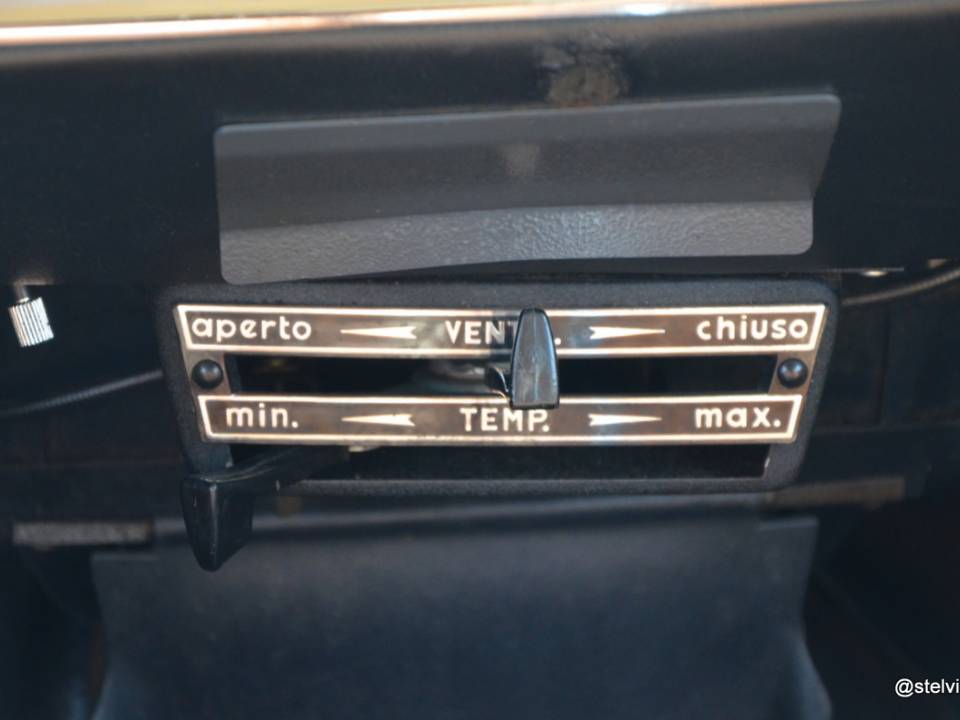 aperto VENT. chiuso
min. TEMP. max.
@stelvi